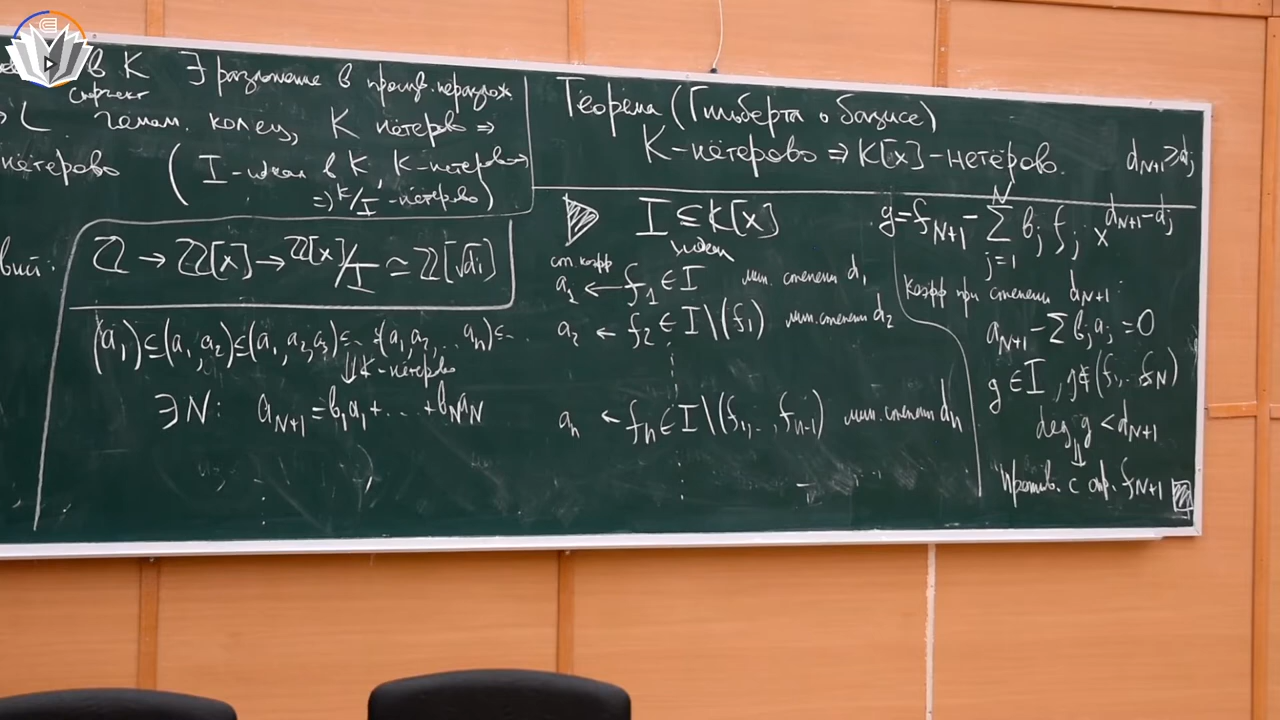 в K ∃ разложение в произв. неразлож.
сюръект
→ L гомом. колец, K нётерово ⇒
нётерово (I-идеал в K, K-нётерово ⇒
⇒ K/I -нётерово)
ℤ → ℤ[x] → ℤ[x]/I ≃ ℤ[√d]
(a₁) ⊆ (a₁, a₂) ⊆ (a₁, a₂, a₃) ⊆ ... ⊆ (a₁, a₂, ... aₙ) ⊆ ...
⇓ K-нётерово
∃N: a_{N+1} = b₁a₁ + ... + b_N a_N
Теорема (Гильберта о базисе)
K-нётерово ⇒ K[x] -нётерово.
d_{N+1} ≥ d_j
I ⊆ K[x]
идеал
ст. коэфф
a₁ ← f₁ ∈ I мин. степени d₁
a₂ ← f₂ ∈ I \ (f₁) мин. степени d₂
aₙ ← fₙ ∈ I \ (f₁, .., f_{n-1}) мин. степени dₙ
g = f_{N+1} - ∑_{j=1}^{N} b_j f_j x^{d_{N+1} - d_j}
коэфф при степени d_{N+1}:
a_{N+1} - ∑ b_j a_j = 0
g ∈ I, g ∉ (f₁ ... f_N)
deg g < d_{N+1}
⇓
Против. с опр. f_{N+1}